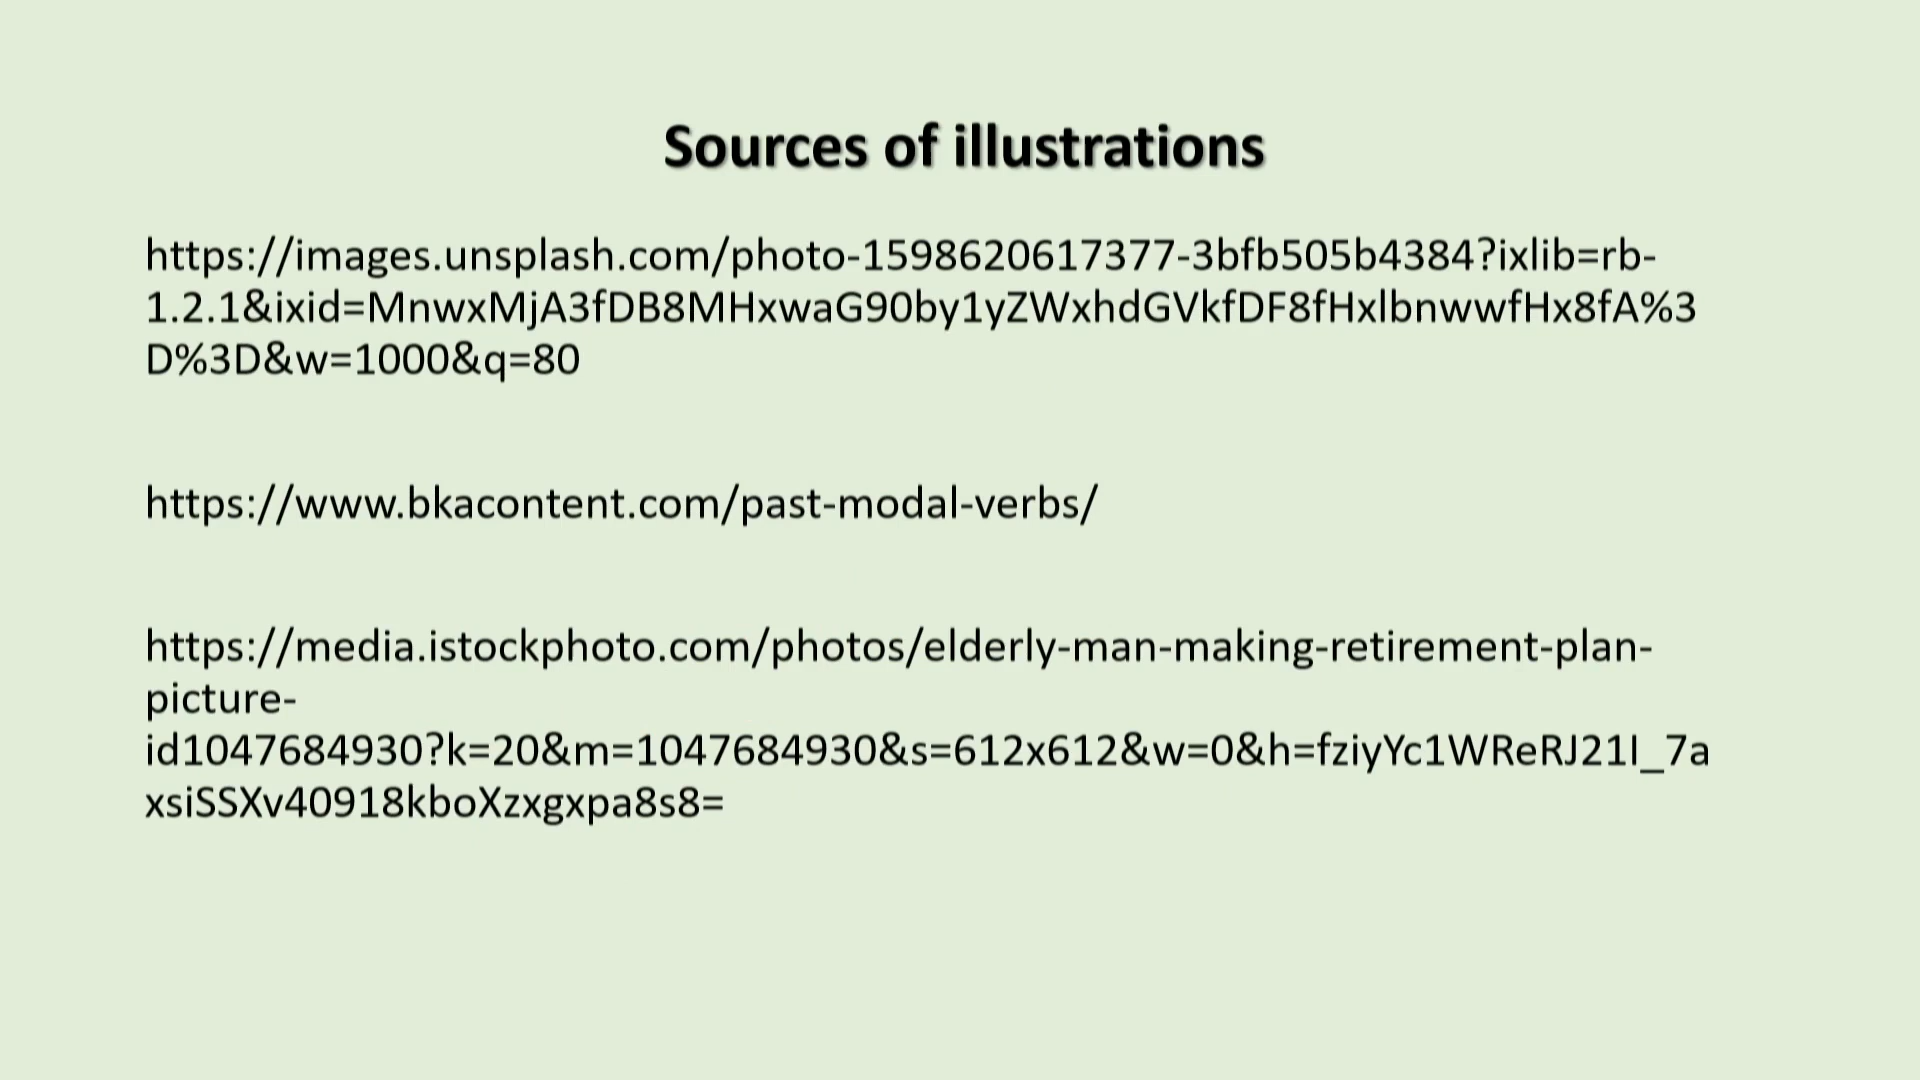 Sources of illustrations
https://images.unsplash.com/photo-1598620617377-3bfb505b4384?ixlib=rb-
1.2.1&ixid=MnwxMjA3fDB8MHxwaG90by1yZWxhdGVkfDF8fHxlbnwwfHx8fA%3
D%3D&w=1000&q=80
https://www.bkacontent.com/past-modal-verbs/
https://media.istockphoto.com/photos/elderly-man-making-retirement-plan-
picture-
id1047684930?k=20&m=1047684930&s=612x612&w=0&h=fziyYc1WReRJ21I_7a
xsiSSXv40918kboXzxgxpa8s8=